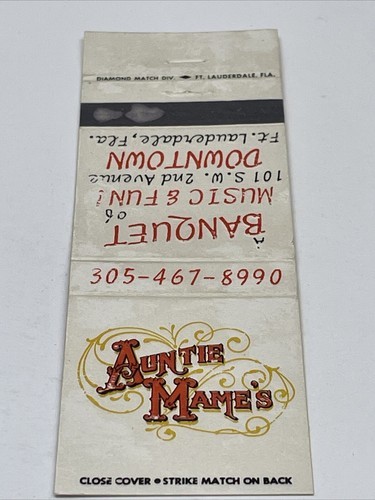 DIAMOND MATCH DIV. FT. LAUDERDALE, FLA.
A
BANQUET
of
MUSIC & FUN!
101 S.W. 2nd Avenue
DOWNTOWN
Ft. Lauderdale, Fla.
305-467-8990
AUNTIE
MAME'S
CLOSE COVER • STRIKE MATCH ON BACK